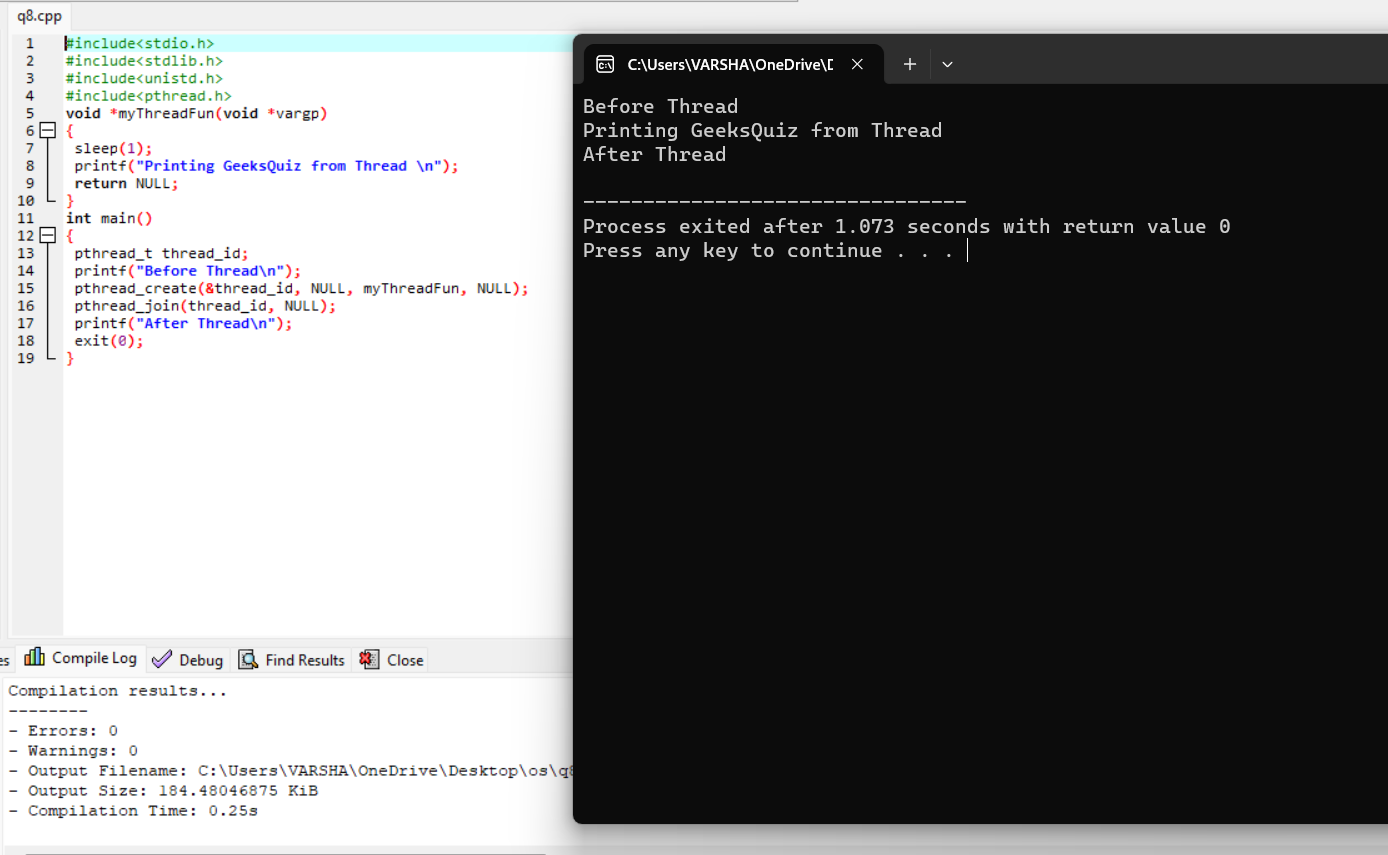 q8.cpp
1 #include<stdio.h>
2 #include<stdlib.h>
3 #include<unistd.h>
4 #include<pthread.h>
5 void *myThreadFun(void *vargp)
6 {
7 sleep(1);
8 printf("Printing GeeksQuiz from Thread \n");
9 return NULL;
10 }
11 int main()
12 {
13 pthread_t thread_id;
14 printf("Before Thread\n");
15 pthread_create(&thread_id, NULL, myThreadFun, NULL);
16 pthread_join(thread_id, NULL);
17 printf("After Thread\n");
18 exit(0);
19 }
C:\Users\VARSHA\OneDrive\D
Before Thread
Printing GeeksQuiz from Thread
After Thread
--------------------------------
Process exited after 1.073 seconds with return value 0
Press any key to continue . . .
es Compile Log Debug Find Results Close
Compilation results...
--------
- Errors: 0
- Warnings: 0
- Output Filename: C:\Users\VARSHA\OneDrive\Desktop\os\q8
- Output Size: 184.48046875 KiB
- Compilation Time: 0.25s